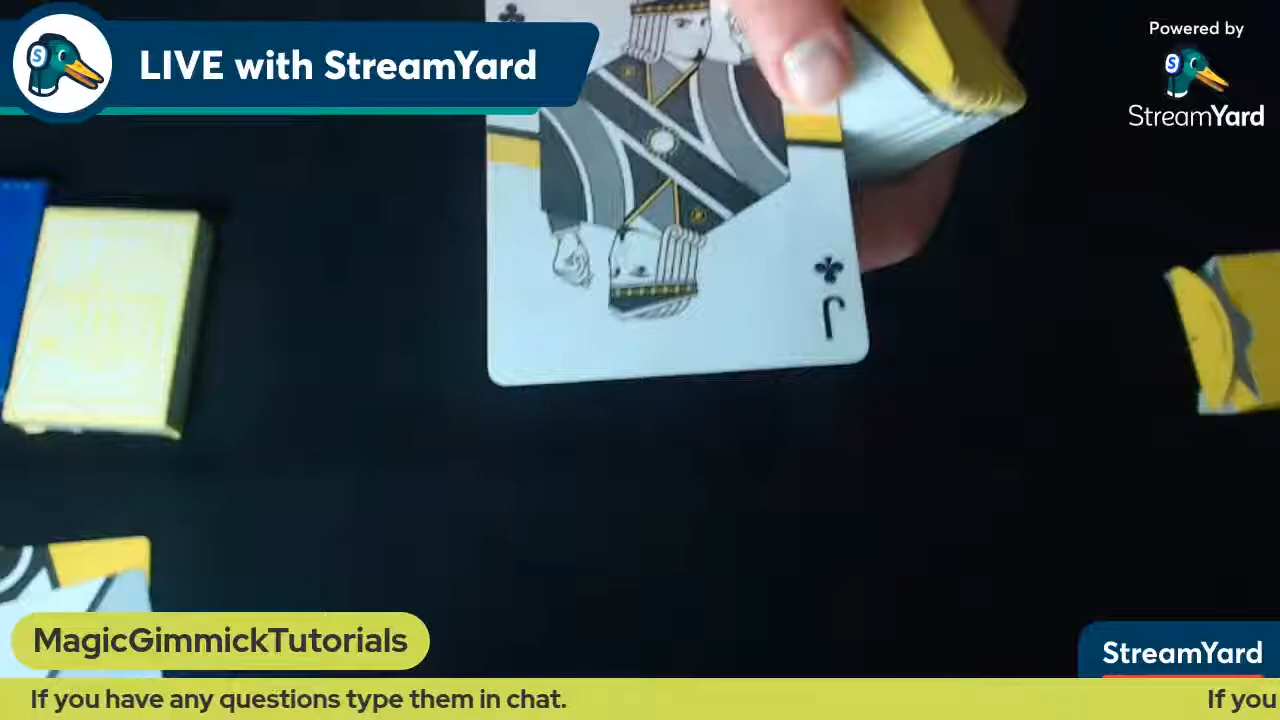 LIVE with StreamYard
Powered by
StreamYard
J
MagicGimmickTutorials
StreamYard
If you have any questions type them in chat.
If you